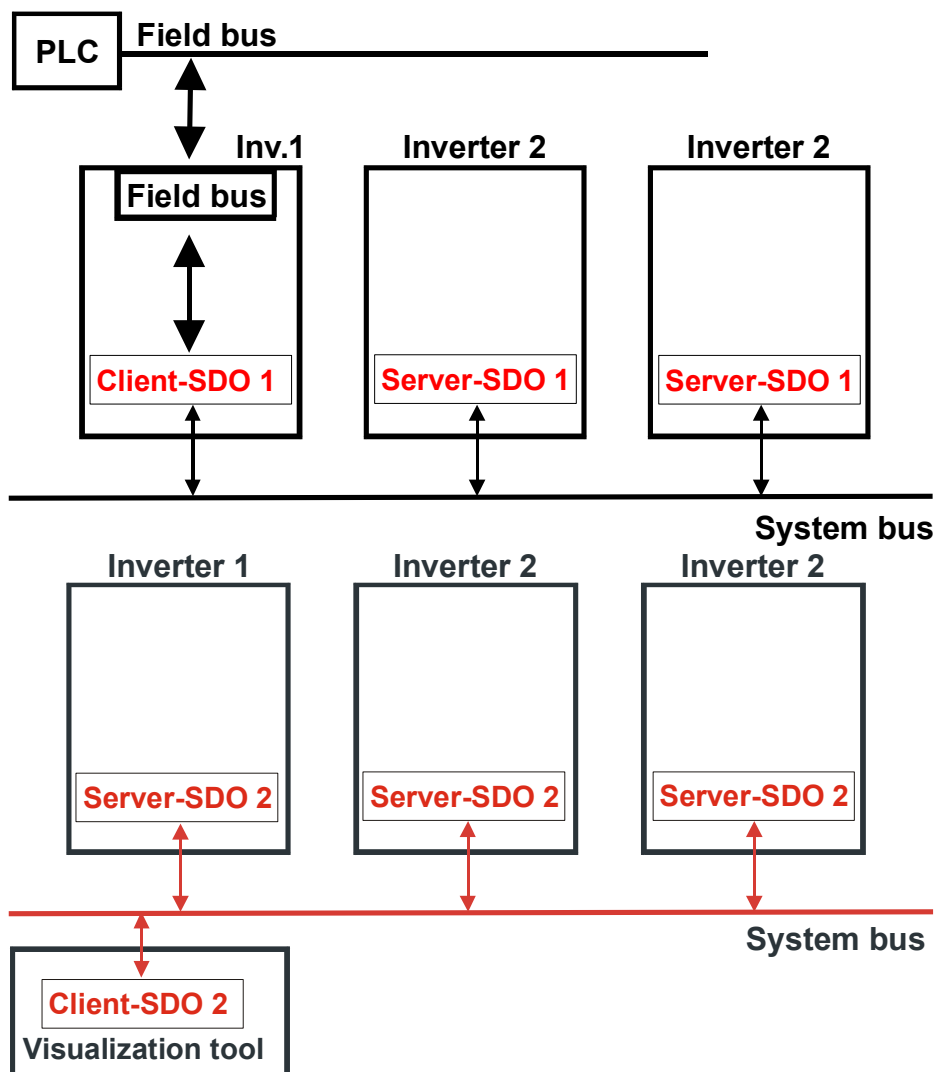 PLC
Field bus
Inv.1
Inverter 2
Inverter 2
Field bus
Client-SDO 1
Server-SDO 1
Server-SDO 1
System bus
Inverter 1
Inverter 2
Inverter 2
Server-SDO 2
Server-SDO 2
Server-SDO 2
System bus
Client-SDO 2
Visualization tool